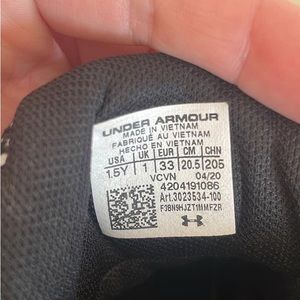 UNDER ARMOUR
MADE IN VIETNAM
FABRIQUÉ AU VIETNAM
HECHO EN VIETNAM
USA UK EUR CM CHN
1.5Y 1 33 20.5 205
VCVN 04/20
4204191086
Art.3023534-100
F3BN9HJZT1MMFZR